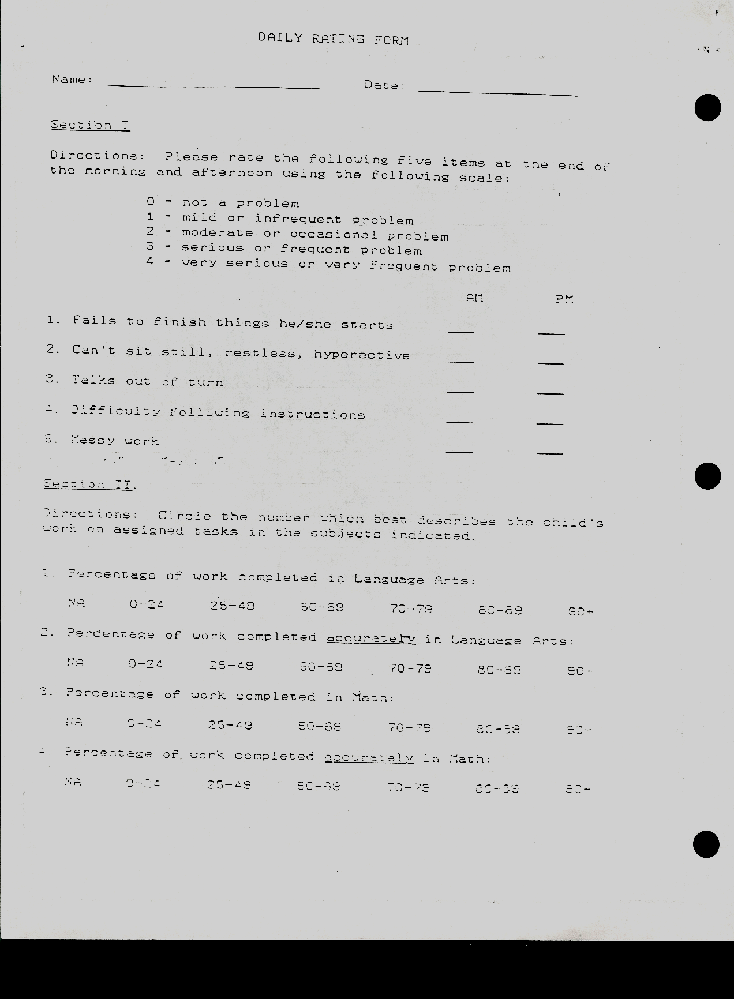 DAILY RATING FORM
Name: Date:
Section I
Directions: Please rate the following five items at the end of
the morning and afternoon using the following scale:
0 = not a problem
1 = mild or infrequent problem
2 = moderate or occasional problem
3 = serious or frequent problem
4 = very serious or very frequent problem
AM PM
1. Fails to finish things he/she starts
2. Can't sit still, restless, hyperactive
3. Talks out of turn
4. Difficulty following instructions
5. Messy work
Section II.
Directions: Circle the number which best describes the child's
work on assigned tasks in the subjects indicated.
1. Percentage of work completed in Language Arts:
NA 0-24 25-49 50-69 70-79 80-89 90+
2. Percentage of work completed accurately in Language Arts:
NA 0-24 25-49 50-69 70-79 80-89 90-
3. Percentage of work completed in Math:
NA 0-24 25-49 50-69 70-79 80-89 90-
4. Percentage of work completed accurately in Math:
NA 0-24 25-49 50-69 70-79 80-89 90-